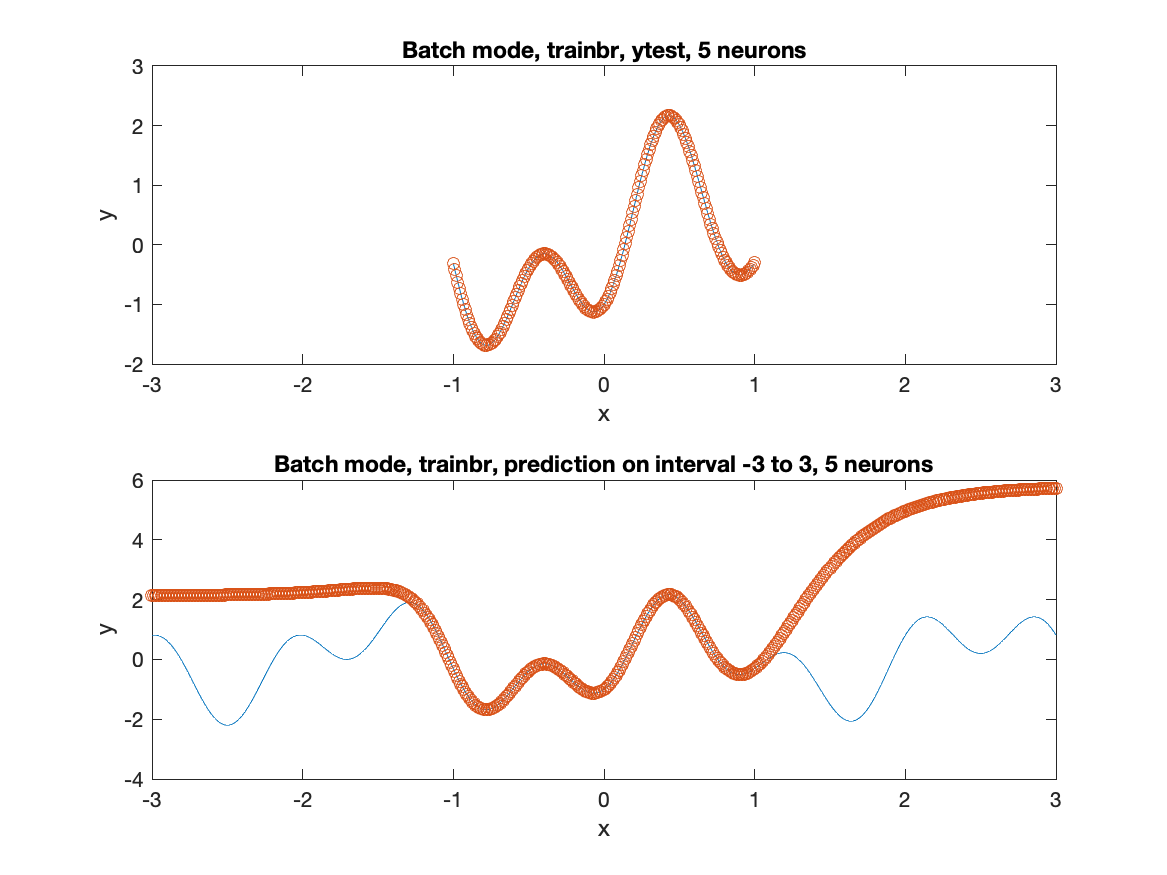 Batch mode, trainbr, ytest, 5 neurons
3
2
1
0
-1
-2
y
-3 -2 -1 0 1 2 3
x
Batch mode, trainbr, prediction on interval -3 to 3, 5 neurons
6
4
2
0
-2
-4
y
-3 -2 -1 0 1 2 3
x